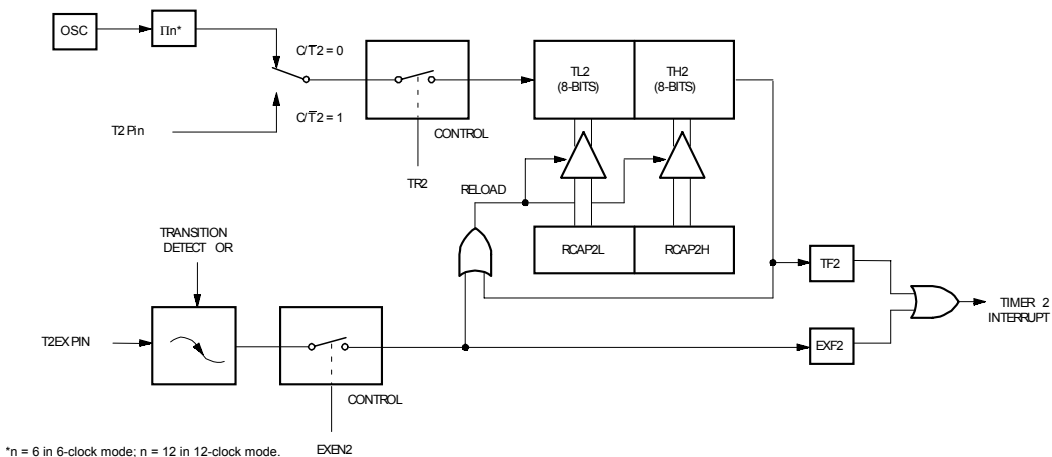 OSC
Πn*
C/T̅2 = 0
C/T̅2 = 1
T2 Pin
CONTROL
TR2
TL2
(8-BITS)
TH2
(8-BITS)
RELOAD
RCAP2L
RCAP2H
TRANSITION
DETECT OR
T2EX PIN
CONTROL
EXEN2
TF2
EXF2
TIMER 2
INTERRUPT
*n = 6 in 6-clock mode; n = 12 in 12-clock mode.